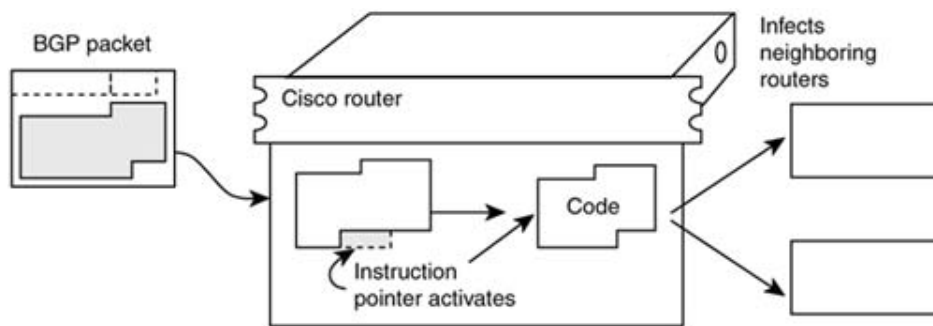 BGP packet
Cisco router
Infects
neighboring
routers
Code
Instruction
pointer activates